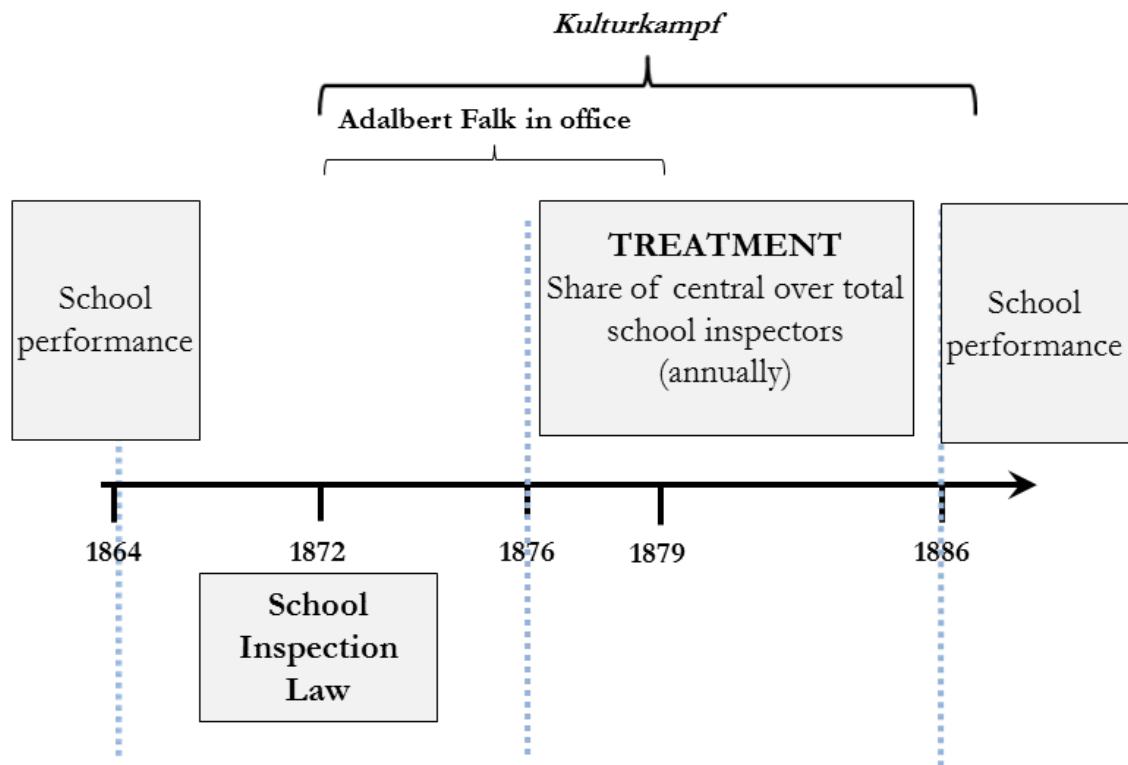 Kulturkampf
Adalbert Falk in office
School
performance
TREATMENT
Share of central over total
school inspectors
(annually)
School
performance
1864
1872
1876
1879
1886
School
Inspection
Law